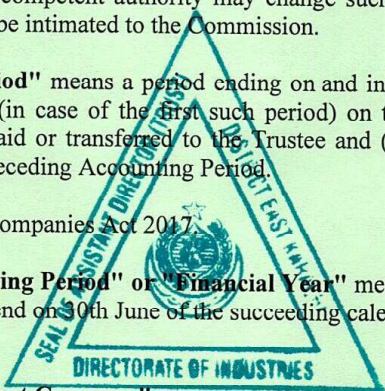 competent authority may change such
be intimated to the Commission.
iod" means a period ending on and in
(in case of the first such period) on t
aid or transferred to the Trustee and (
eceding Accounting Period.
ompanies Act 2017.
ing Period" or "Financial Year" me
end on 30th June of the succeeding cale
SEAL OF ASSISTANT DIRECTOR (TRUST)
DISTRICT EAST
DIRECTORATE OF INDUSTRIES